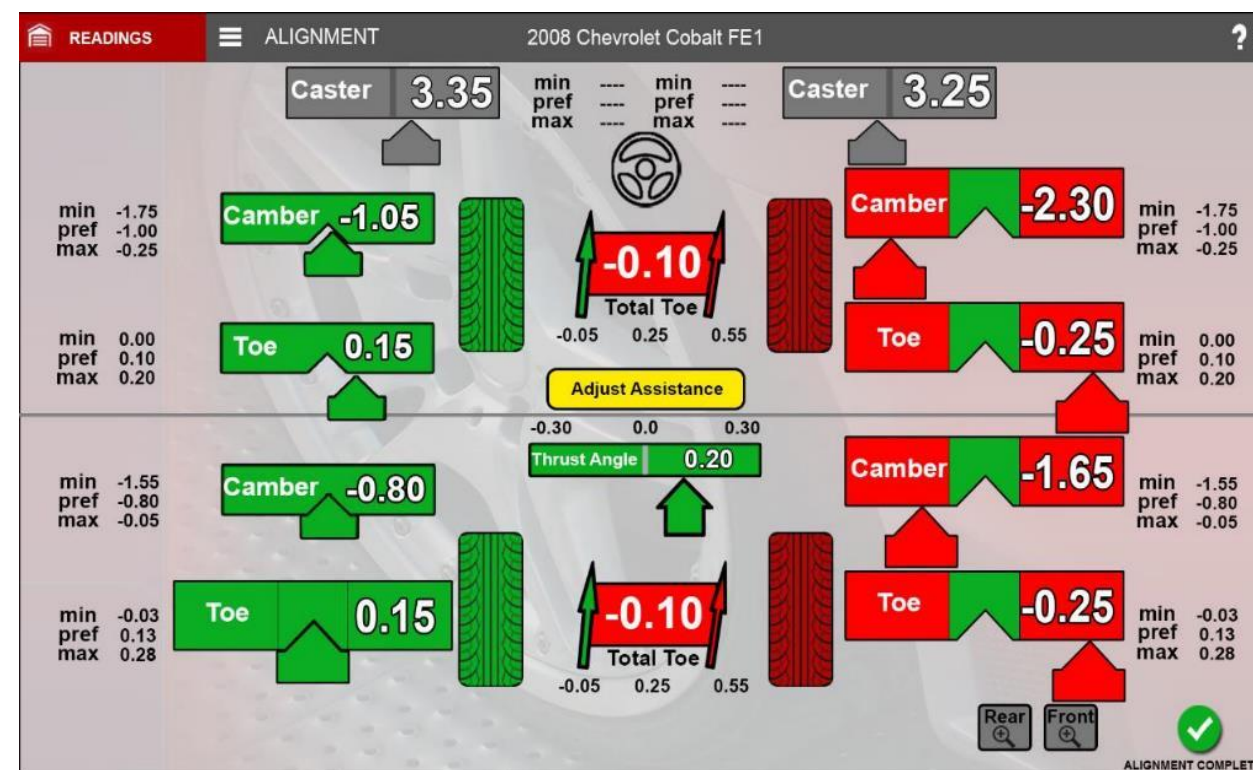 READINGS
ALIGNMENT
2008 Chevrolet Cobalt FE1
?
Caster 3.35
min ---- min ----
pref ---- pref ----
max ---- max ----
Caster 3.25
min -1.75
pref -1.00
max -0.25
Camber -1.05
Camber -2.30
min -1.75
pref -1.00
max -0.25
-0.10
Total Toe
-0.05 0.25 0.55
min 0.00
pref 0.10
max 0.20
Toe 0.15
Toe -0.25
min 0.00
pref 0.10
max 0.20
Adjust Assistance
-0.30 0.0 0.30
Thrust Angle 0.20
min -1.55
pref -0.80
max -0.05
Camber -0.80
Camber -1.65
min -1.55
pref -0.80
max -0.05
min -0.03
pref 0.13
max 0.28
Toe 0.15
-0.10
Total Toe
-0.05 0.25 0.55
Toe -0.25
min -0.03
pref 0.13
max 0.28
Rear
Front
ALIGNMENT COMPLET